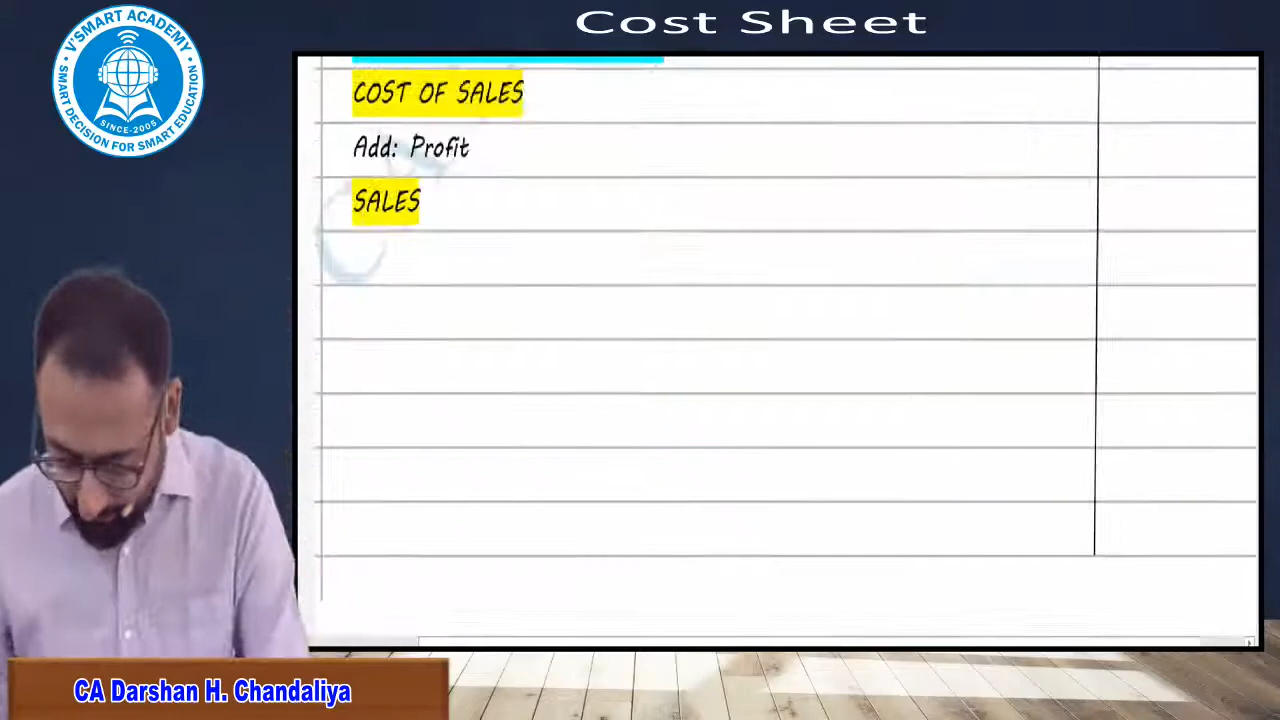 Cost Sheet
V'SMART ACADEMY
SMART DECISION FOR SMART EDUCATION
SINCE-2005
COST OF SALES
Add: Profit
SALES
CA Darshan H. Chandaliya